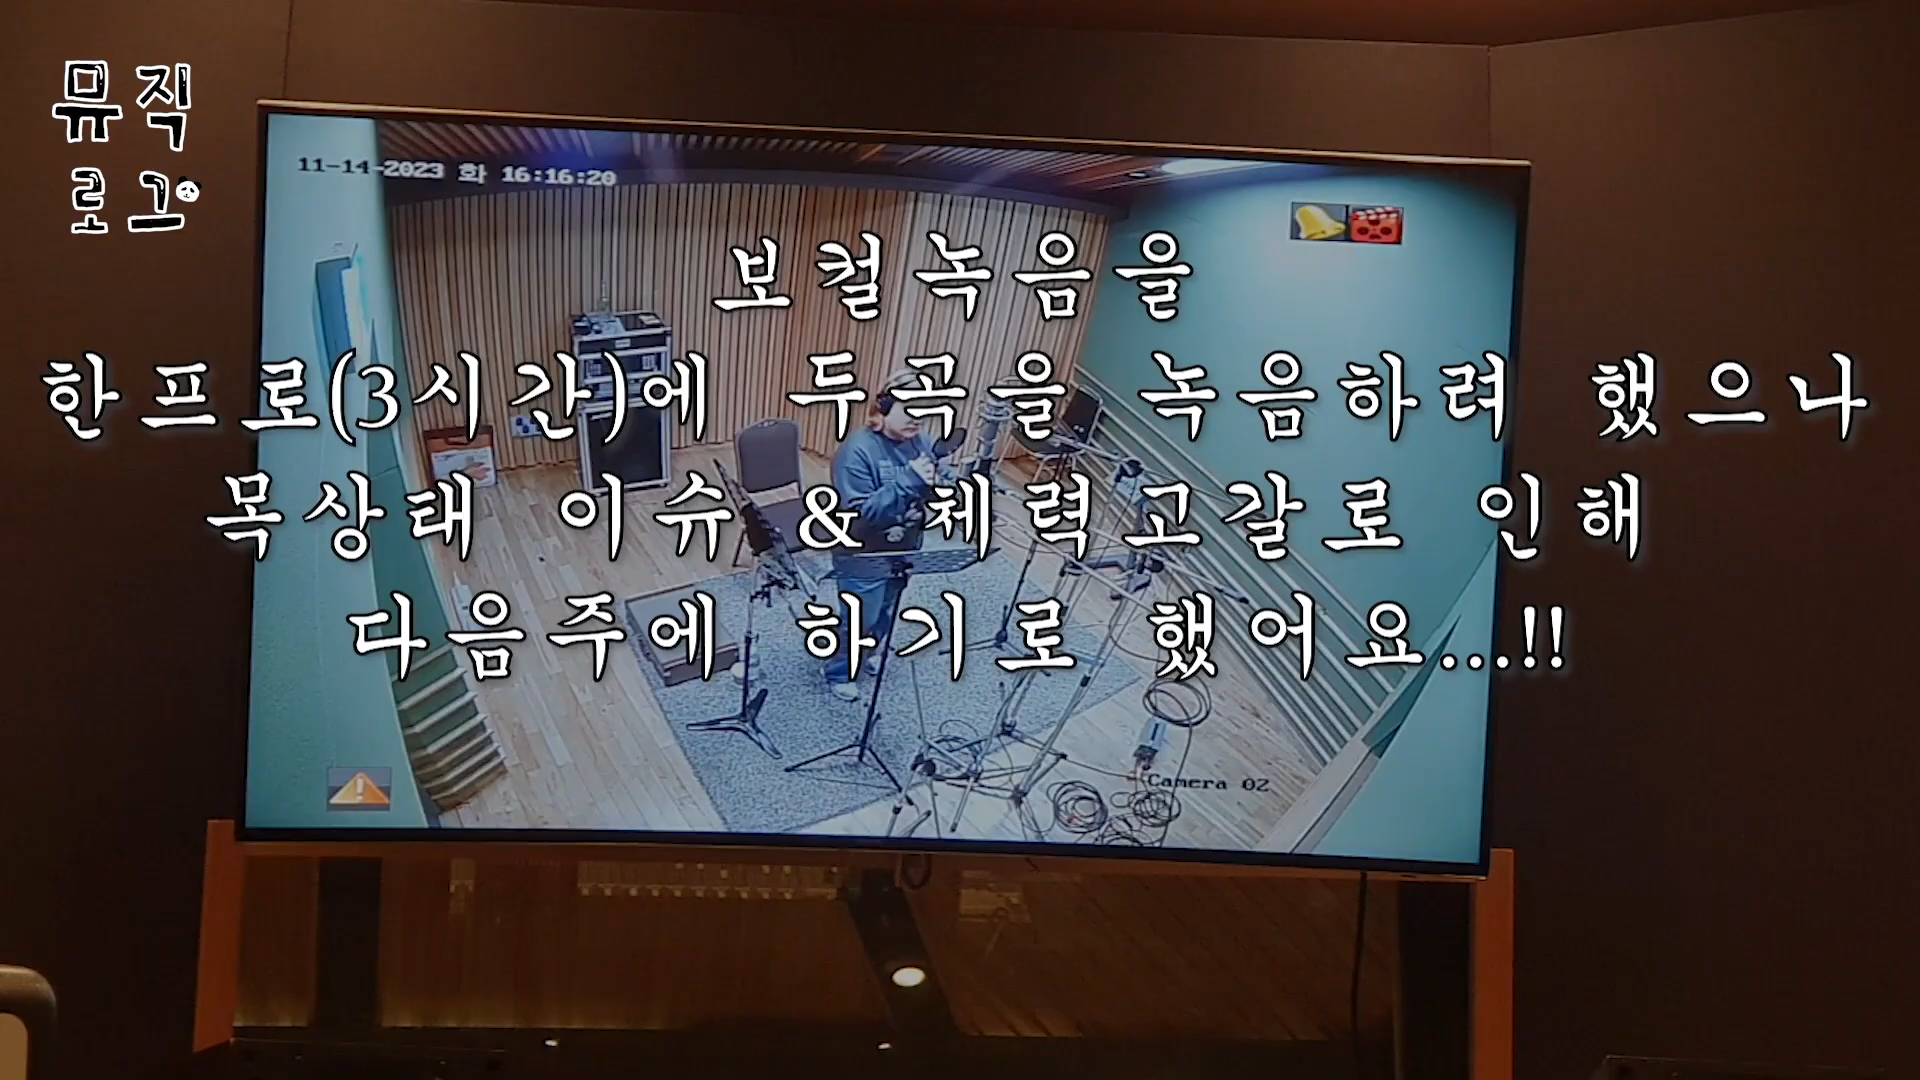 뮤직
로그
11-14-2023 화 16:16:20
보컬녹음을
한프로(3시간)에 두곡을 녹음하려 했으나
목상태 이슈 & 체력고갈로 인해
다음주에 하기로 했어요...!!
Camera 02